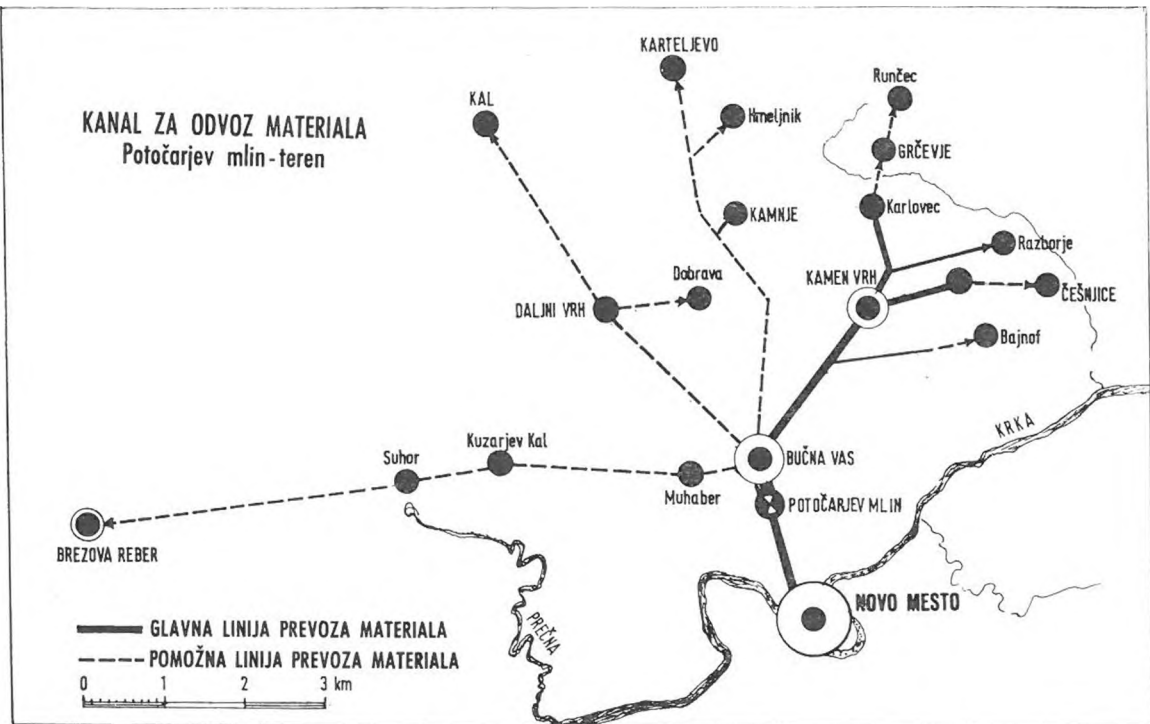 KANAL ZA ODVOZ MATERIALA
Potočarjev mlin-teren
KAL
KARTELJEVO
Hmeljnik
Runčec
GRČEVJE
KAMNJE
Karlovec
Razborje
Dobrava
DALJNI VRH
KAMEN VRH
ČEŠNJICE
Bajnof
KRKA
Suhor
Kuzarjev Kal
BUČNA VAS
Muhaber
POTOČARJEV MLIN
BREZOVA REBER
NOVO MESTO
PREČNA
GLAVNA LINIJA PREVOZA MATERIALA
POMOŽNA LINIJA PREVOZA MATERIALA
0 1 2 3 km